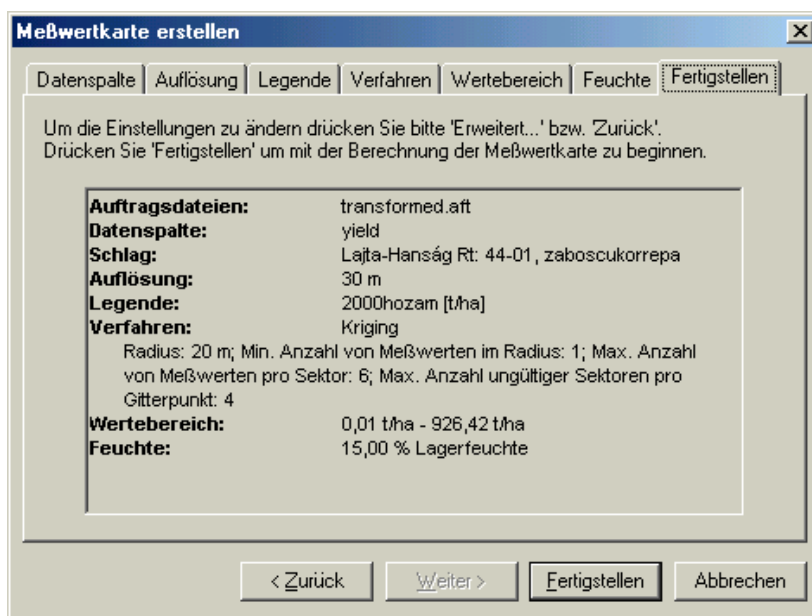 Meßwertkarte erstellen
Datenspalte Auflösung Legende Verfahren Wertebereich Feuchte Fertigstellen
Um die Einstellungen zu ändern drücken Sie bitte 'Erweitert...' bzw. 'Zurück'.
Drücken Sie 'Fertigstellen' um mit der Berechnung der Meßwertkarte zu beginnen.
Auftragsdateien: transformed.aft
Datenspalte: yield
Schlag: Lajta-Hanság Rt: 44-01, zaboscukorrepa
Auflösung: 30 m
Legende: 2000hozam [t/ha]
Verfahren: Kriging
Radius: 20 m; Min. Anzahl von Meßwerten im Radius: 1; Max. Anzahl
von Meßwerten pro Sektor: 6; Max. Anzahl ungültiger Sektoren pro
Gitterpunkt: 4
Wertebereich: 0,01 t/ha - 926,42 t/ha
Feuchte: 15,00 % Lagerfeuchte
< Zurück Weiter > Fertigstellen Abbrechen